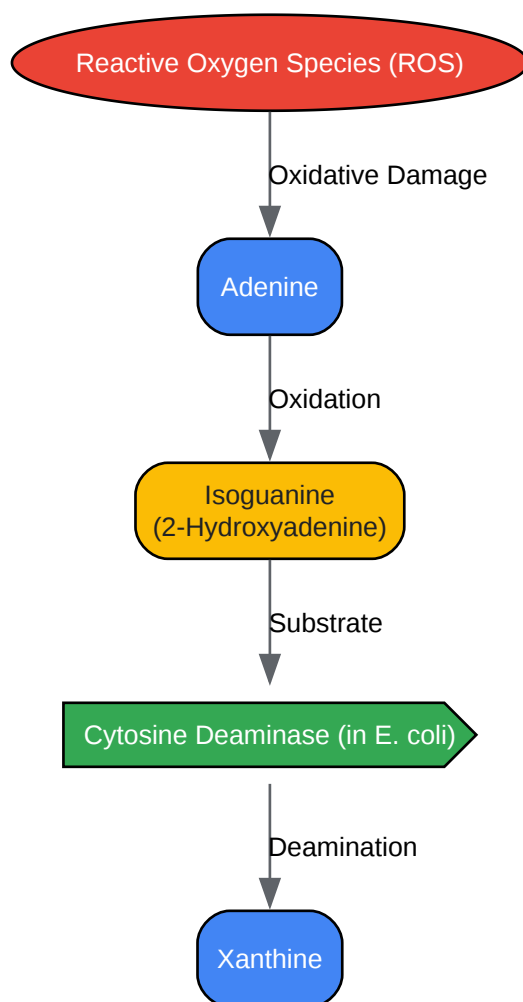 Reactive Oxygen Species (ROS)
Oxidative Damage
Adenine
Oxidation
Isoguanine
(2-Hydroxyadenine)
Substrate
Cytosine Deaminase (in E. coli)
Deamination
Xanthine